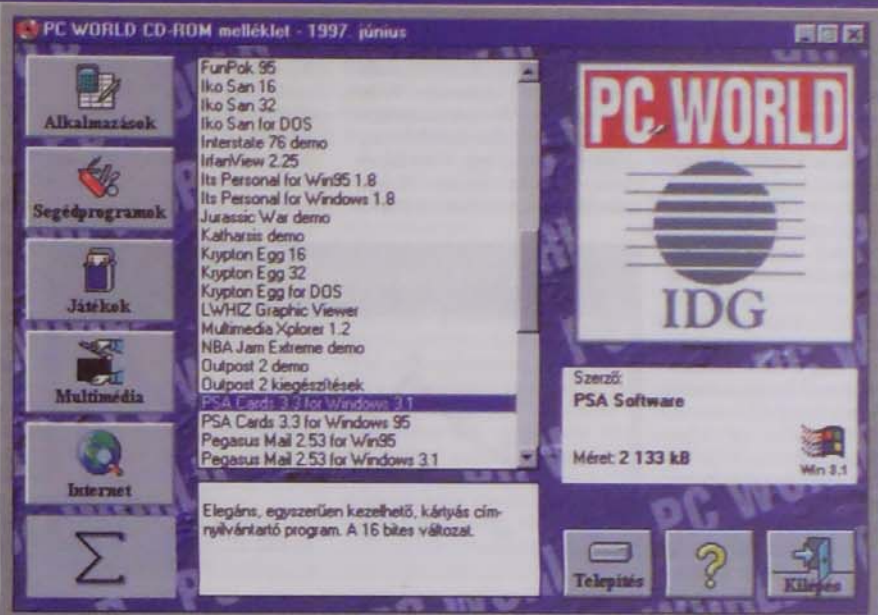 PC WORLD CD-ROM melléklet - 1997. június
Alkalmazások
Segédprogramok
Játékok
Multimédia
Internet
Σ
FunPok 95
Iko San 16
Iko San 32
Iko San for DOS
Interstate 76 demo
IrfanView 2.25
Its Personal for Win95 1.8
Its Personal for Windows 1.8
Jurassic War demo
Katharsis demo
Krypton Egg 16
Krypton Egg 32
Krypton Egg for DOS
LWHIZ Graphic Viewer
Multimedia Xplorer 1.2
NBA Jam Extreme demo
Outpost 2 demo
Outpost 2 kiegészítések
PSA Cards 3.3 for Windows 3.1
PSA Cards 3.3 for Windows 95
Pegasus Mail 2.53 for Win95
Pegasus Mail 2.53 for Windows 3.1
Elegáns, egyszerűen kezelhető, kártyás cím-
nyilvántartó program. A 16 bites változat.
PC WORLD
IDG
Szerző:
PSA Software
Méret: 2 133 kB
Win 3.1
Telepítés
?
Kilépés